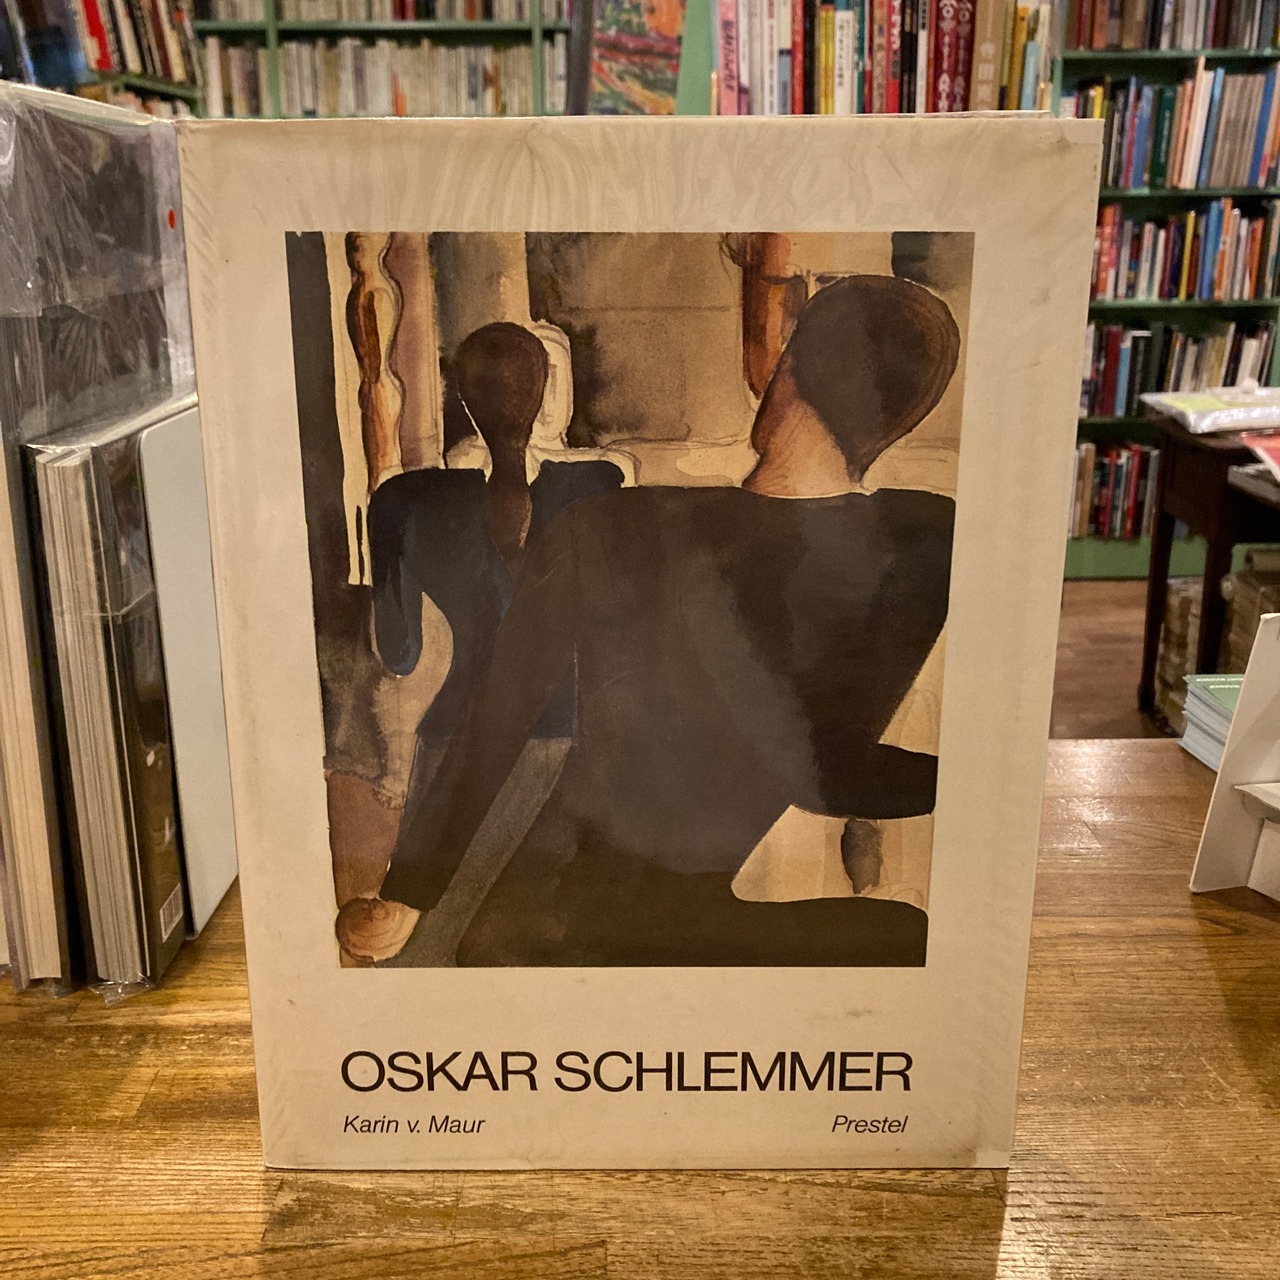 OSKAR SCHLEMMER
Karin v. Maur
Prestel